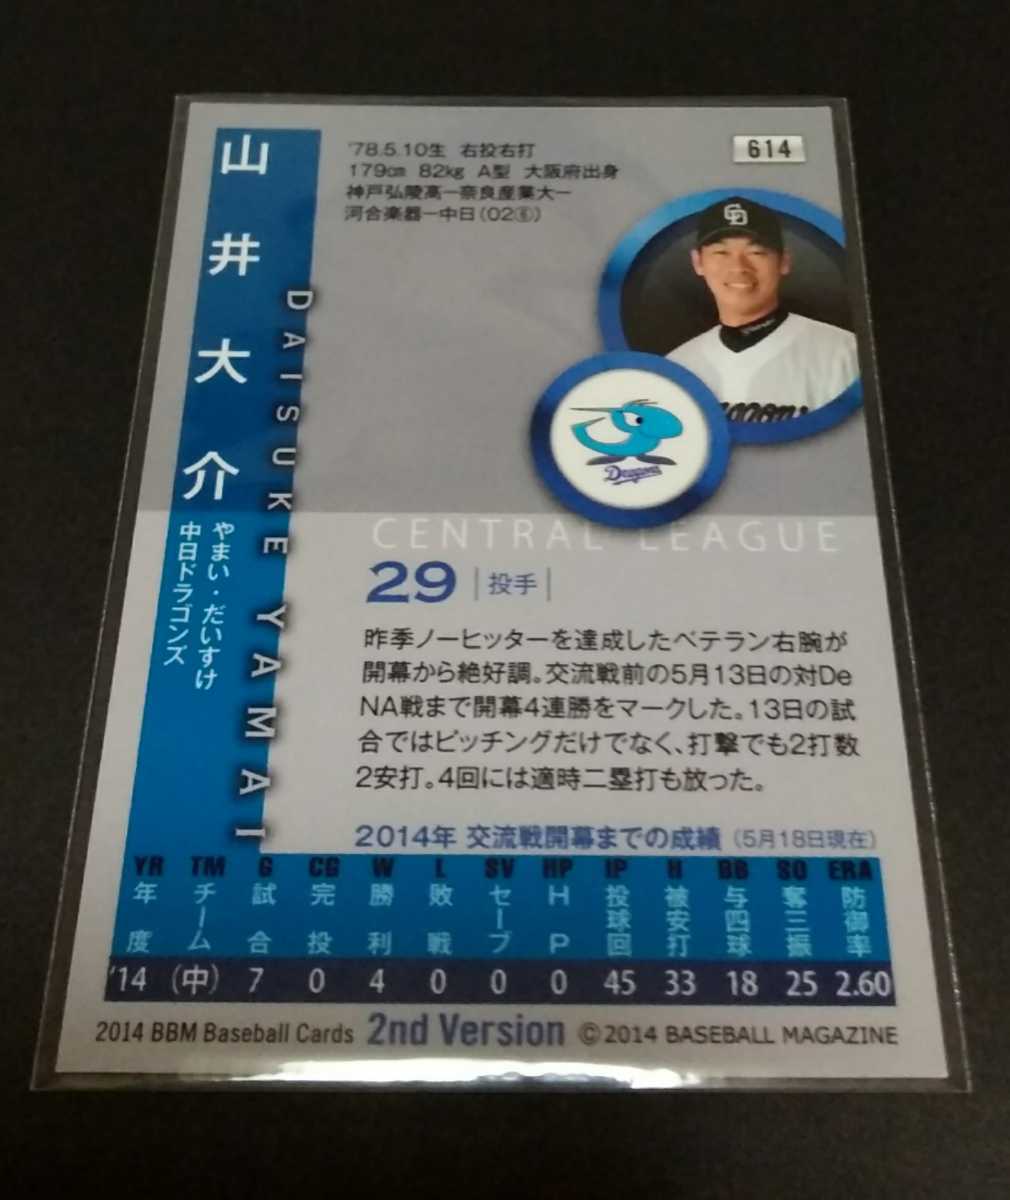 山井大介
DAISUKE YAMAI
やまい・だいすけ
中日ドラゴンズ
'78.5.10生 右投右打
179㎝ 82㎏ A型 大阪府出身
神戸弘陵高ー奈良産業大ー
河合楽器ー中日(02⑥)
614
CD
Dragons
Dragons
CENTRAL LEAGUE
29 |投手|
昨季ノーヒッターを達成したベテラン右腕が
開幕から絶好調。交流戦前の5月13日の対De
NA戦まで開幕4連勝をマークした。13日の試
合ではピッチングだけでなく、打撃でも2打数
2安打。4回には適時二塁打も放った。
2014年 交流戦開幕までの成績 (5月18日現在)
YR TM G CG W L SV HP IP H BB SO ERA
年度 チーム 試合 完投 勝利 敗戦 セーブ HP 投球回 被安打 与四球 奪三振 防御率
'14 (中) 7 0 4 0 0 0 45 33 18 25 2.60
2014 BBM Baseball Cards 2nd Version ©2014 BASEBALL MAGAZINE